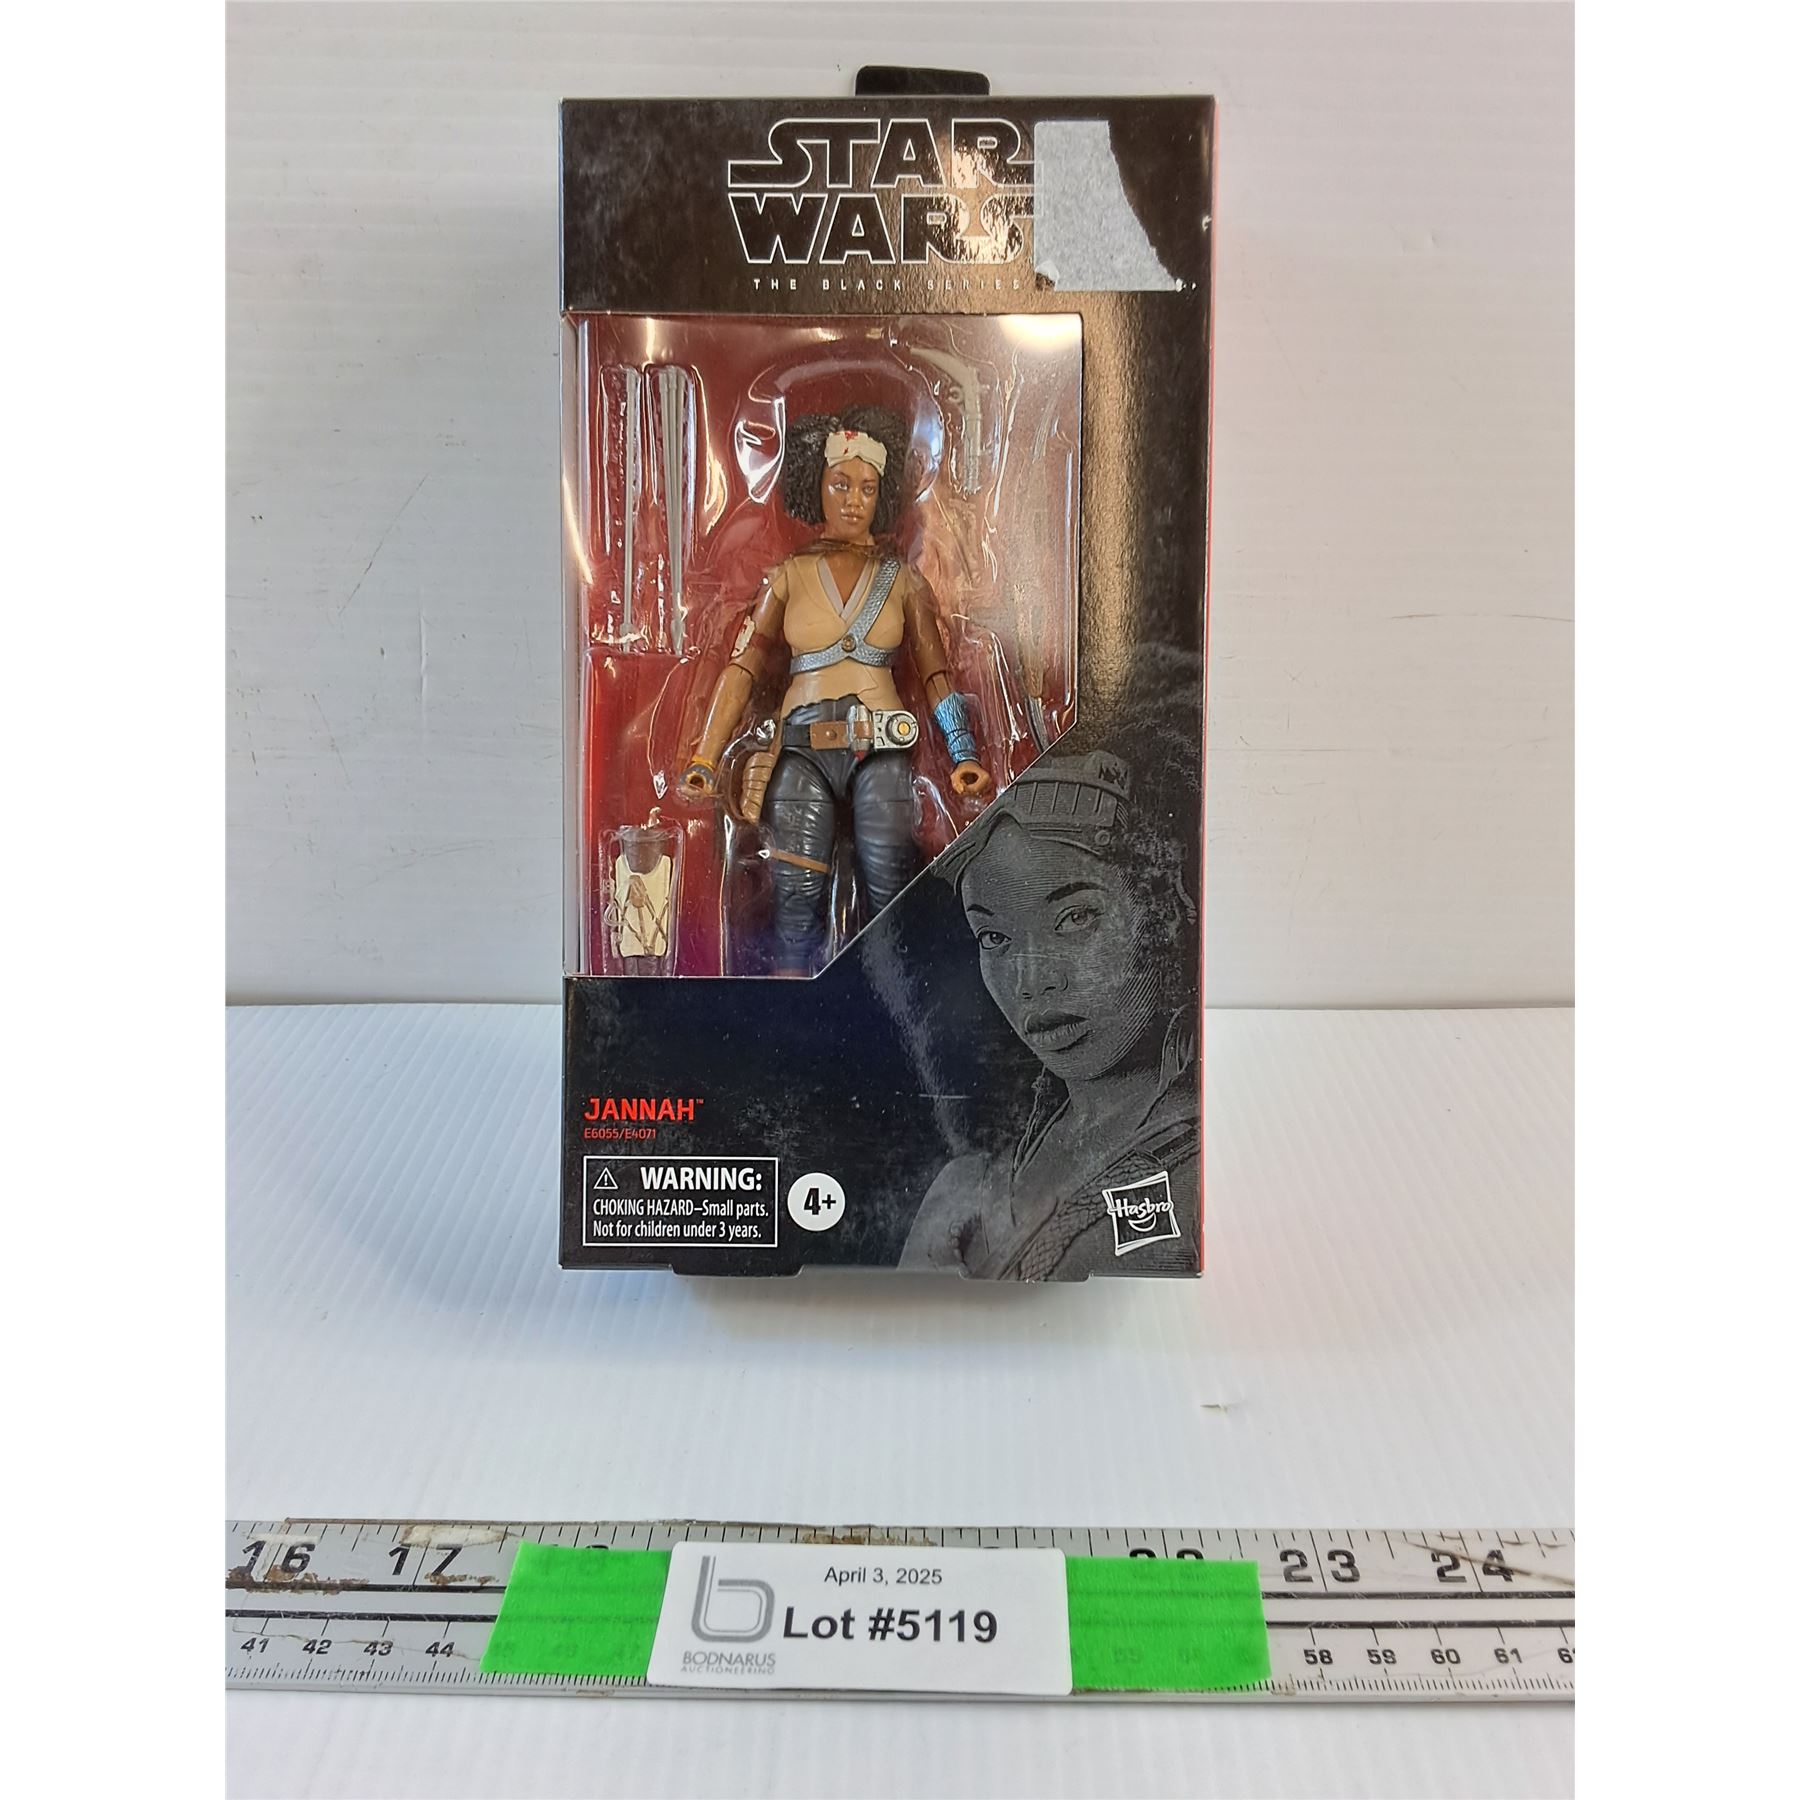 STAR
WARS
THE BLACK SERIES
JANNAH™
E6055/E4071
⚠ WARNING:
CHOKING HAZARD–Small parts.
Not for children under 3 years.
4+
Hasbro
16 17 23 24
April 3, 2025
Lot #5119
BODNARUS
AUCTIONEERING
41 42 43 44 58 59 60 61